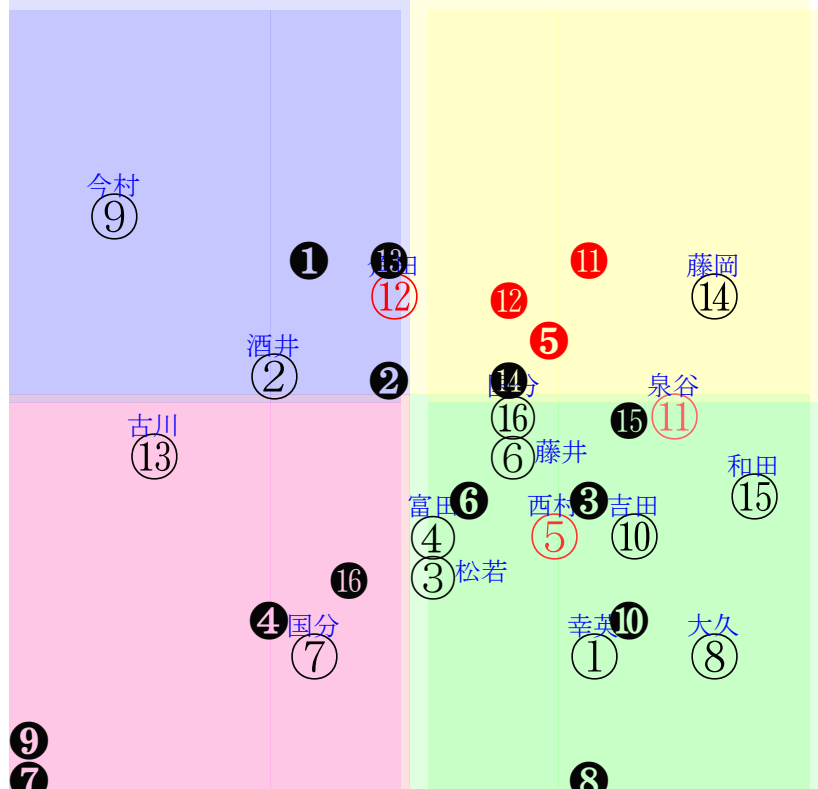 今村
⑨
❶
⓭
⑫
⓫
藤岡
⑭
⓬
❺
酒井
②
❷
⓮
⑯
泉谷
⑪
⓯
古川
⑬
⑥ 藤井
和田
⑮
富田
④
❻
西村
⑤
❸
吉田
⑩
③ 松若
⓰
❹
国分
⑦
幸英
①
❿
大久
⑧
❾
❼
❽